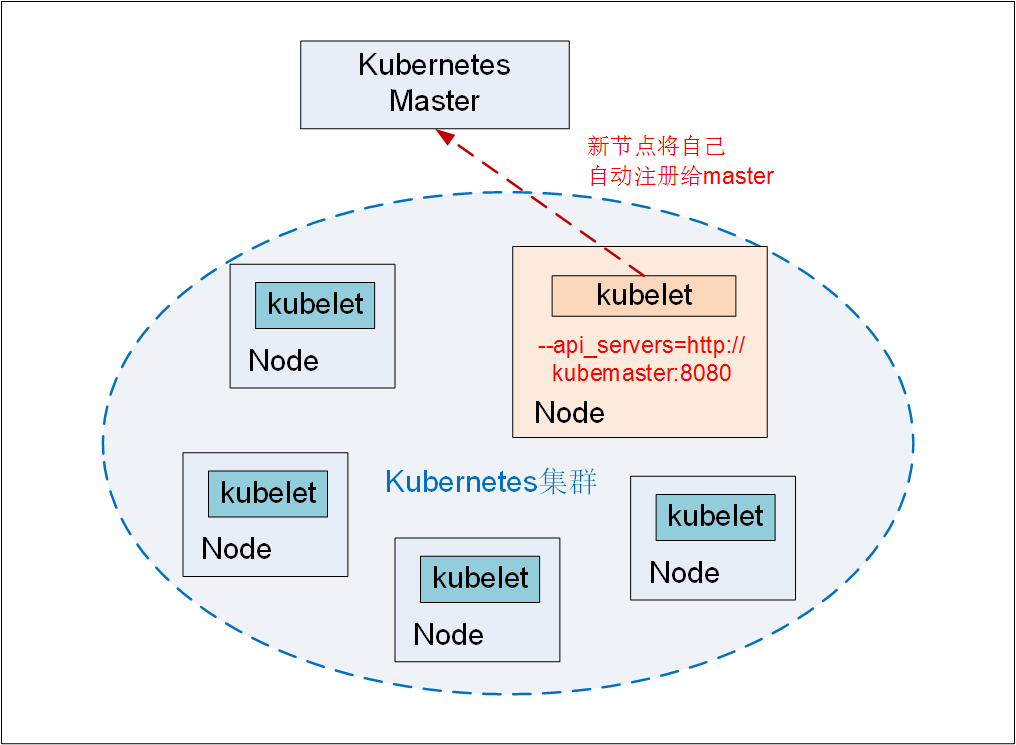 Kubernetes
Master
新节点将自己
自动注册给master
kubelet
Node
kubelet
--api_servers=http://
kubemaster:8080
Node
Kubernetes集群
kubelet
Node
kubelet
Node
kubelet
Node